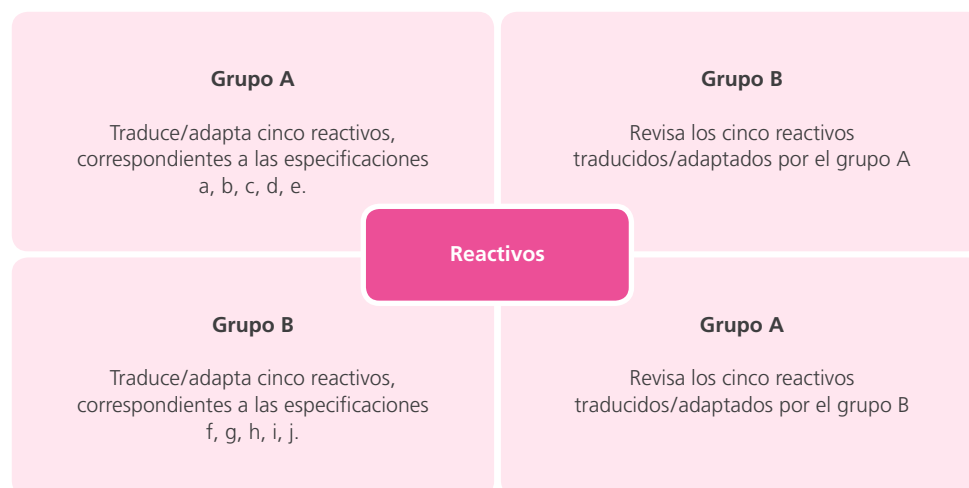 Grupo A
Traduce/adapta cinco reactivos,
correspondientes a las especificaciones
a, b, c, d, e.
Grupo B
Revisa los cinco reactivos
traducidos/adaptados por el grupo A
Reactivos
Grupo B
Traduce/adapta cinco reactivos,
correspondientes a las especificaciones
f, g, h, i, j.
Grupo A
Revisa los cinco reactivos
traducidos/adaptados por el grupo B